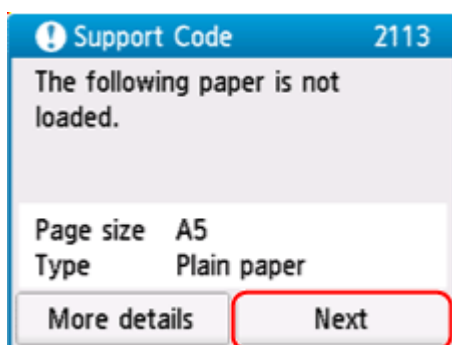 Support Code 2113
The following paper is not
loaded.
Page size A5
Type Plain paper
More details Next